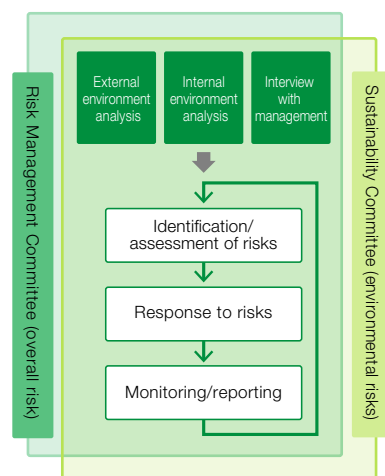 External
environment
analysis
Internal
environment
analysis
Interview
with
management
Risk Management Committee (overall risk)
Sustainability Committee (environmental risks)
Identification/
assessment of risks
Response to risks
Monitoring/reporting